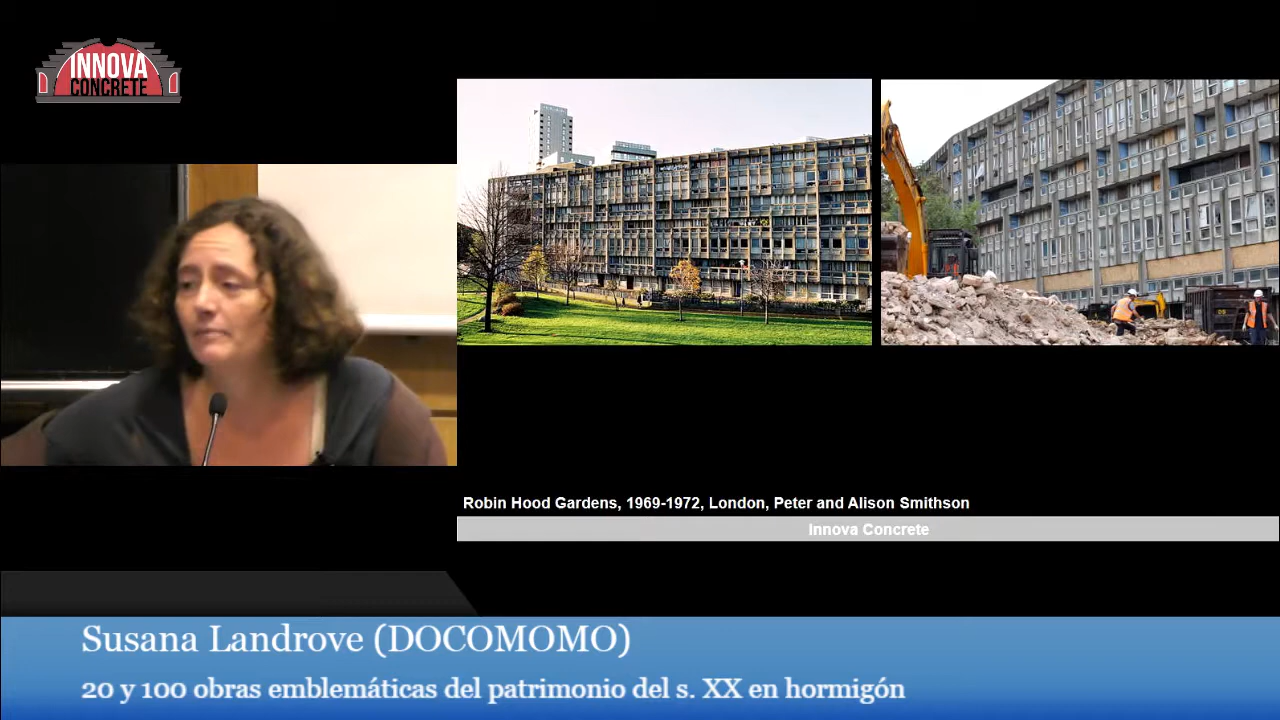 INNOVA
CONCRETE
Robin Hood Gardens, 1969-1972, London, Peter and Alison Smithson
Innova Concrete
Susana Landrove (DOCOMOMO)
20 y 100 obras emblemáticas del patrimonio del s. XX en hormigón